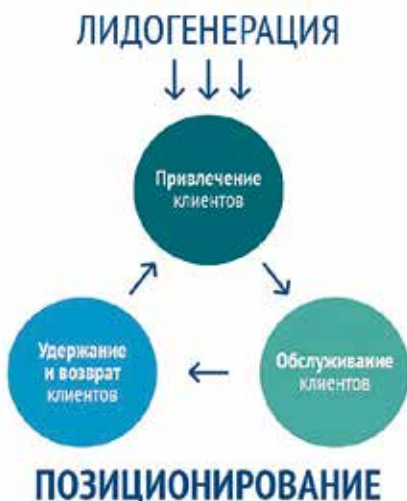 ЛИДОГЕНЕРАЦИЯ
Привлечение
клиентов
Удержание
и возврат
клиентов
Обслуживание
клиентов
ПОЗИЦИОНИРОВАНИЕ